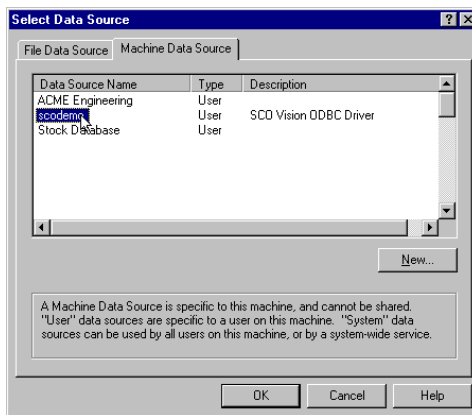 Select Data Source
File Data Source Machine Data Source
Data Source Name Type Description
ACME Engineering User
scodemo User SCO Vision ODBC Driver
Stock Database User
New...
A Machine Data Source is specific to this machine, and cannot be shared.
"User" data sources are specific to a user on this machine. "System" data
sources can be used by all users on this machine, or by a system-wide service.
OK Cancel Help